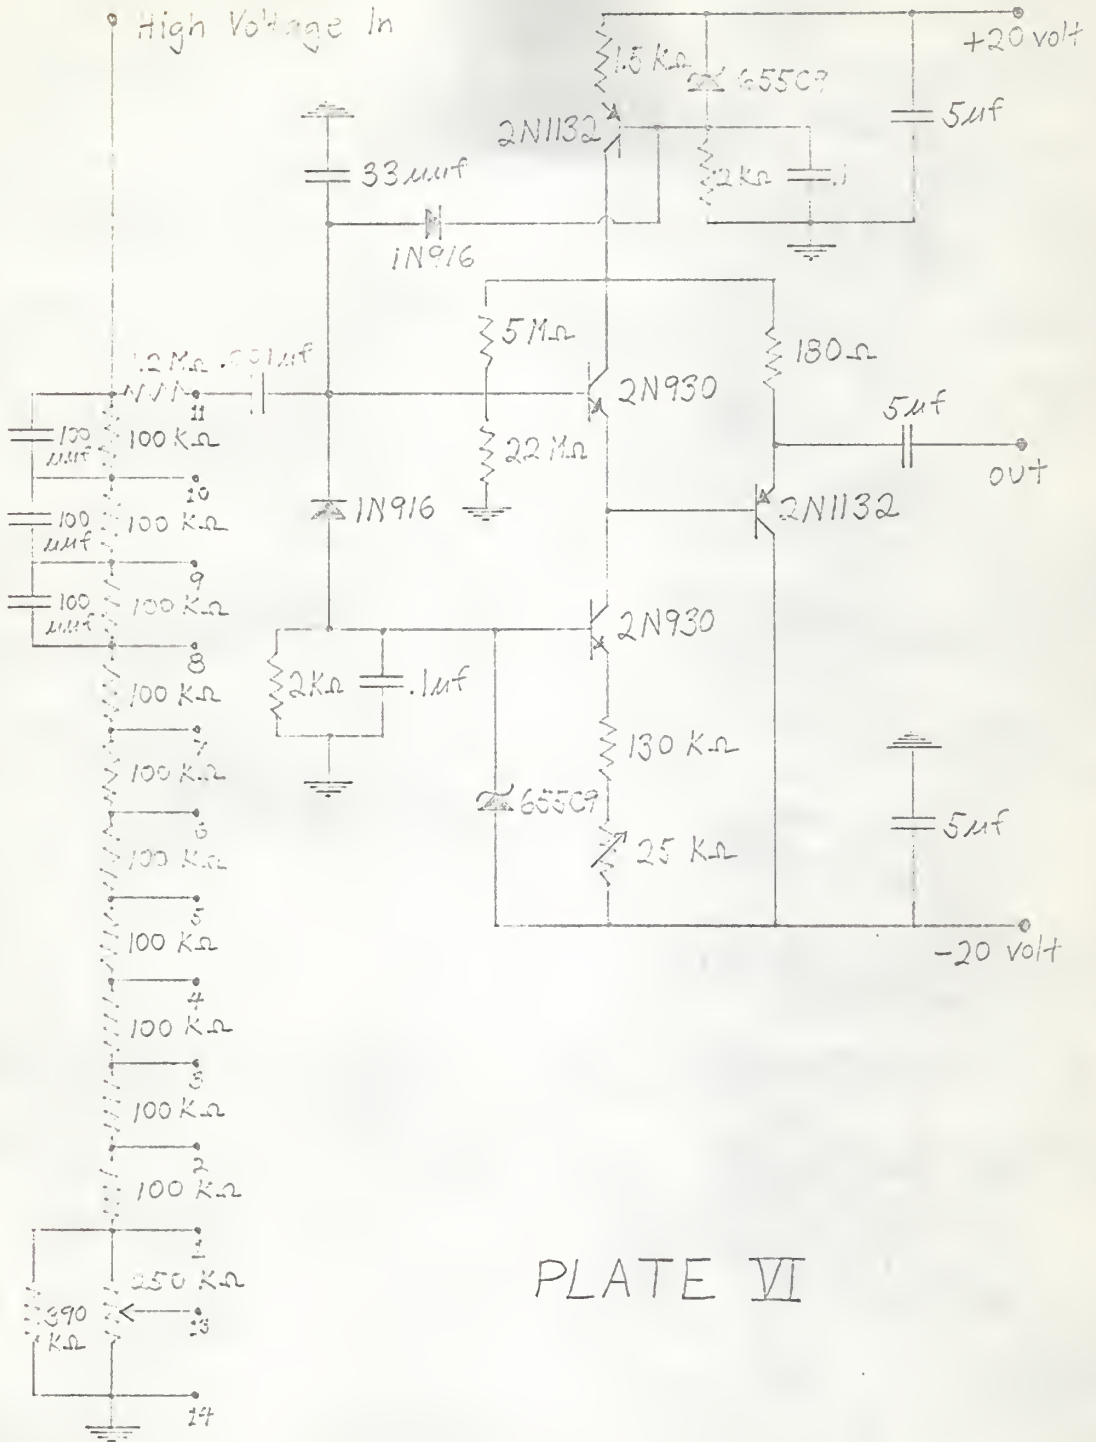 High Voltage In
+20 volt
1.5 KΩ
655C9
5μf
2N1132
33μμf
2KΩ
.1
1N916
5MΩ
180Ω
.2MΩ
.001μf
2N930
5μf
11
100 μμf
100 KΩ
22MΩ
OUT
10
1N916
2N1132
100 μμf
100 KΩ
9
100 μμf
100 KΩ
2N930
8
2KΩ
.1μf
100 KΩ
7
130 KΩ
100 KΩ
655C9
5μf
6
100 KΩ
25 KΩ
5
100 KΩ
-20 volt
4
100 KΩ
3
100 KΩ
2
100 KΩ
1
250 KΩ
PLATE VI
390
KΩ
13
14